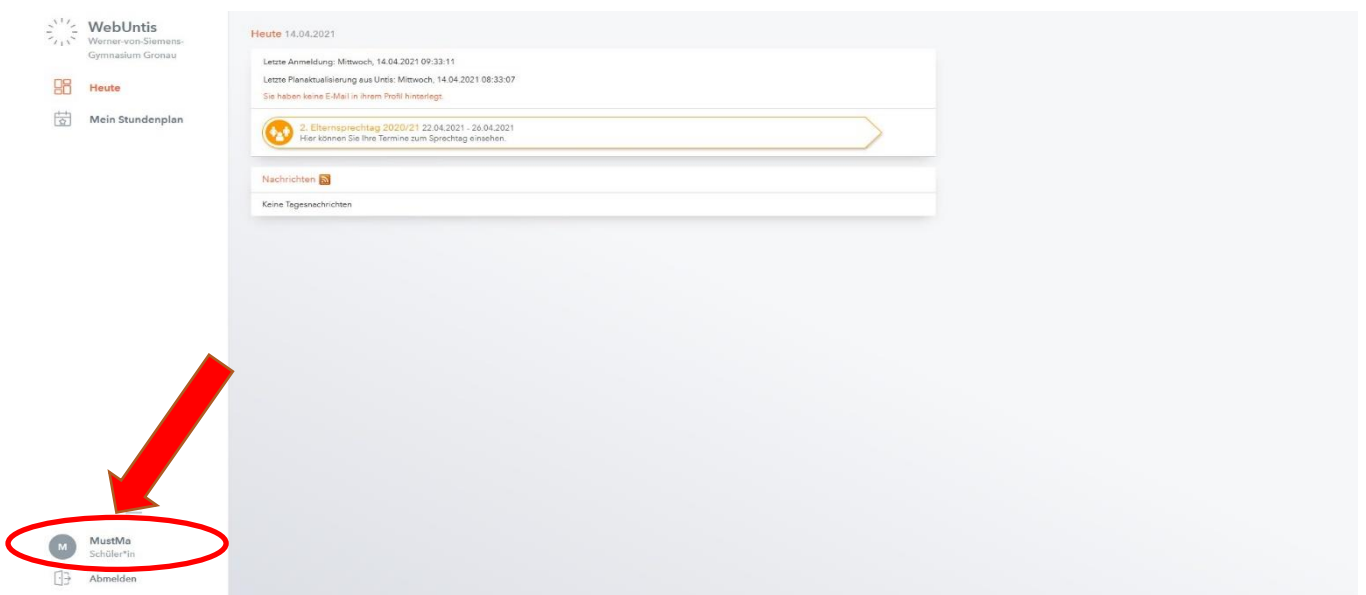 WebUntis
Werner-von-Siemens-
Gymnasium Gronau
Heute
Mein Stundenplan
Heute 14.04.2021
Letzte Anmeldung: Mittwoch, 14.04.2021 09:33:11
Letzte Planaktualisierung aus Untis: Mittwoch, 14.04.2021 08:33:07
Sie haben keine E-Mail in ihrem Profil hinterlegt.
2. Elternsprechtag 2020/21 22.04.2021 - 26.04.2021
Hier können Sie Ihre Termine zum Sprechtag einsehen.
Nachrichten
Keine Tagesnachrichten
M
MustMa
Schüler*in
Abmelden